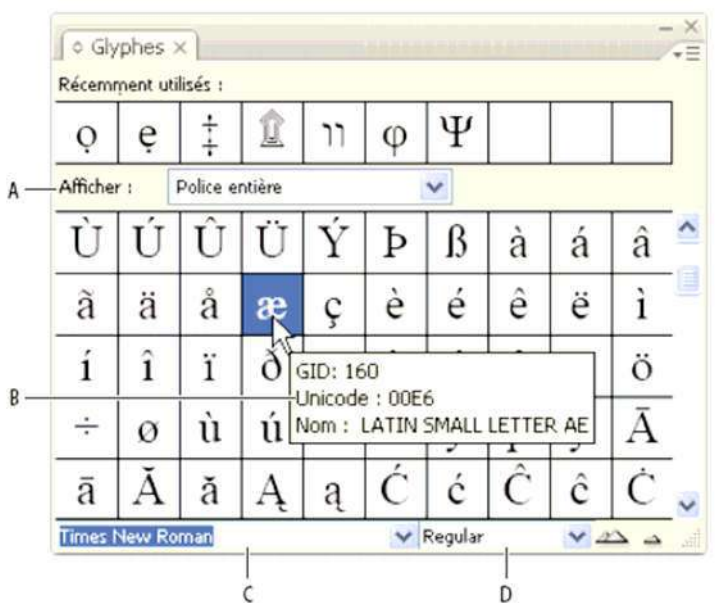 Glyphes
Récemment utilisés :
ọ ẹ ‡ װ φ Ψ
A
Afficher : Police entière
Ù Ú Û Ü Ý Þ ß à á â
ã ä å æ ç è é ê ë ì
í î ï ð ö
GID: 160
B
Unicode : 00E6
Nom : LATIN SMALL LETTER AE
÷ ø ù ú Ā
ā Ă ă Ą ą Ć ć Ĉ ĉ Ċ
Times New Roman Regular
C D